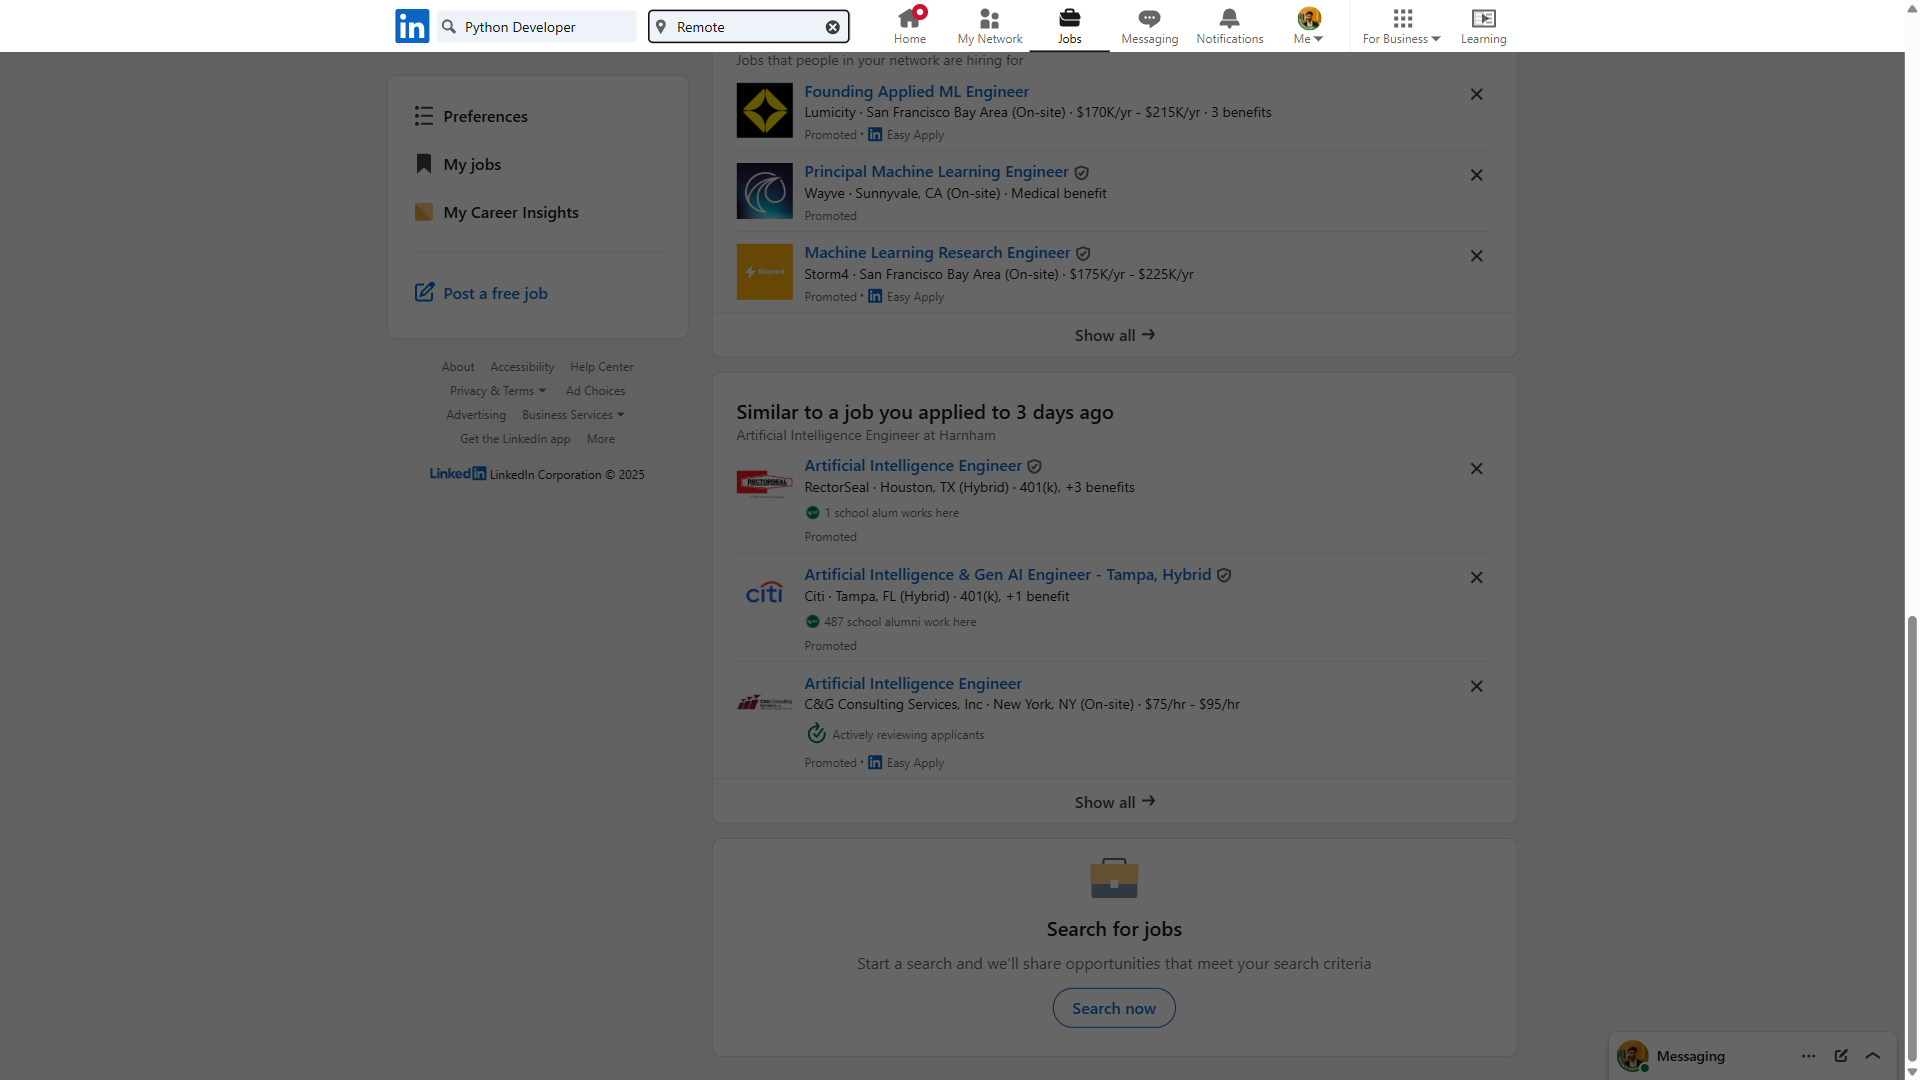 in
Python Developer
Remote
Home
My Network
Jobs
Messaging
Notifications
Me
For Business
Learning
Preferences
My jobs
My Career Insights
Post a free job
About Accessibility Help Center
Privacy & Terms Ad Choices
Advertising Business Services
Get the LinkedIn app More
LinkedIn LinkedIn Corporation © 2025
Jobs that people in your network are hiring for
Founding Applied ML Engineer
Lumicity · San Francisco Bay Area (On-site) · $170K/yr - $215K/yr · 3 benefits
Promoted · in Easy Apply
Principal Machine Learning Engineer
Wayve · Sunnyvale, CA (On-site) · Medical benefit
Promoted
Storm4
Machine Learning Research Engineer
Storm4 · San Francisco Bay Area (On-site) · $175K/yr - $225K/yr
Promoted · in Easy Apply
Show all →
Similar to a job you applied to 3 days ago
Artificial Intelligence Engineer at Harnham
RECTORSEAL
Artificial Intelligence Engineer
RectorSeal · Houston, TX (Hybrid) · 401(k), +3 benefits
1 school alum works here
Promoted
citi
Artificial Intelligence & Gen AI Engineer - Tampa, Hybrid
Citi · Tampa, FL (Hybrid) · 401(k), +1 benefit
487 school alumni work here
Promoted
Artificial Intelligence Engineer
C&G Consulting Services, Inc · New York, NY (On-site) · $75/hr - $95/hr
Actively reviewing applicants
Promoted · in Easy Apply
Show all →
Search for jobs
Start a search and we’ll share opportunities that meet your search criteria
Search now
Messaging